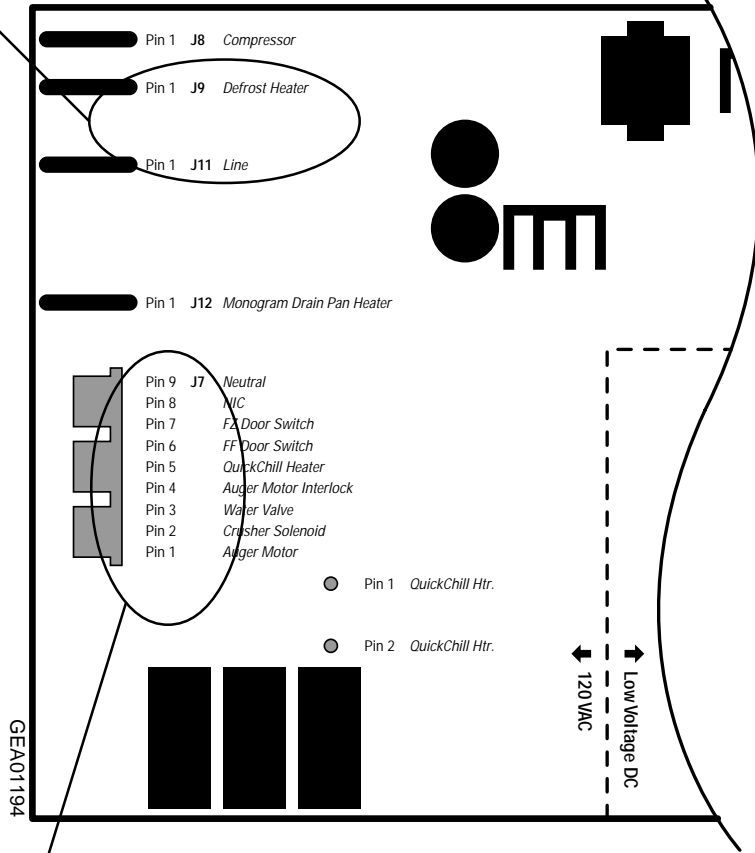 Pin 1 J8 Compressor
Pin 1 J9 Defrost Heater
Pin 1 J11 Line
Pin 1 J12 Monogram Drain Pan Heater
Pin 9 J7 Neutral
Pin 8 NIC
Pin 7 FZ Door Switch
Pin 6 FF Door Switch
Pin 5 QuickChill Heater
Pin 4 Auger Motor Interlock
Pin 3 Water Valve
Pin 2 Crusher Solenoid
Pin 1 Auger Motor
Pin 1 QuickChill Htr.
Pin 2 QuickChill Htr.
120 VAC
Low Voltage DC
GEA01194